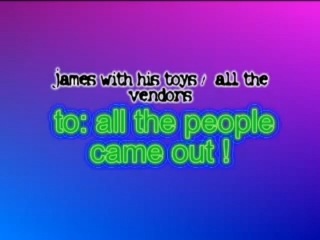 james with his toys / all the
vendors
to: all the people
came out !